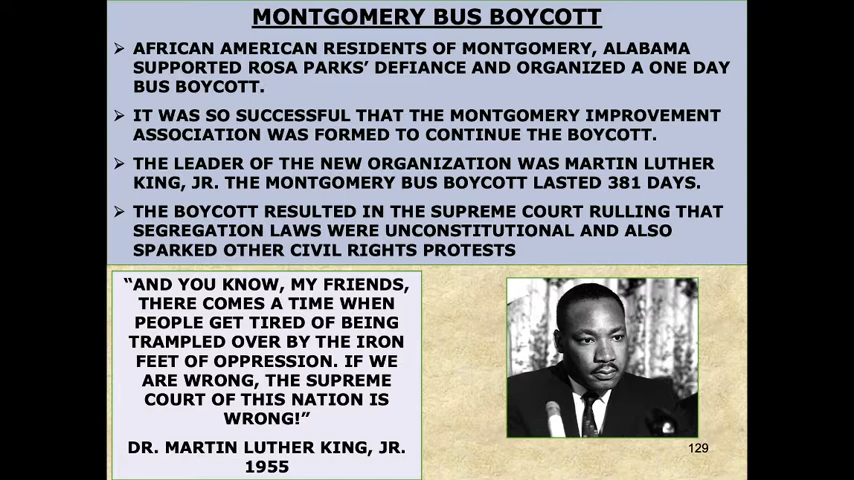 MONTGOMERY BUS BOYCOTT
AFRICAN AMERICAN RESIDENTS OF MONTGOMERY, ALABAMA
SUPPORTED ROSA PARKS’ DEFIANCE AND ORGANIZED A ONE DAY
BUS BOYCOTT.
IT WAS SO SUCCESSFUL THAT THE MONTGOMERY IMPROVEMENT
ASSOCIATION WAS FORMED TO CONTINUE THE BOYCOTT.
THE LEADER OF THE NEW ORGANIZATION WAS MARTIN LUTHER
KING, JR. THE MONTGOMERY BUS BOYCOTT LASTED 381 DAYS.
THE BOYCOTT RESULTED IN THE SUPREME COURT RULLING THAT
SEGREGATION LAWS WERE UNCONSTITUTIONAL AND ALSO
SPARKED OTHER CIVIL RIGHTS PROTESTS
“AND YOU KNOW, MY FRIENDS,
THERE COMES A TIME WHEN
PEOPLE GET TIRED OF BEING
TRAMPLED OVER BY THE IRON
FEET OF OPPRESSION. IF WE
ARE WRONG, THE SUPREME
COURT OF THIS NATION IS
WRONG!”
DR. MARTIN LUTHER KING, JR.
1955
129